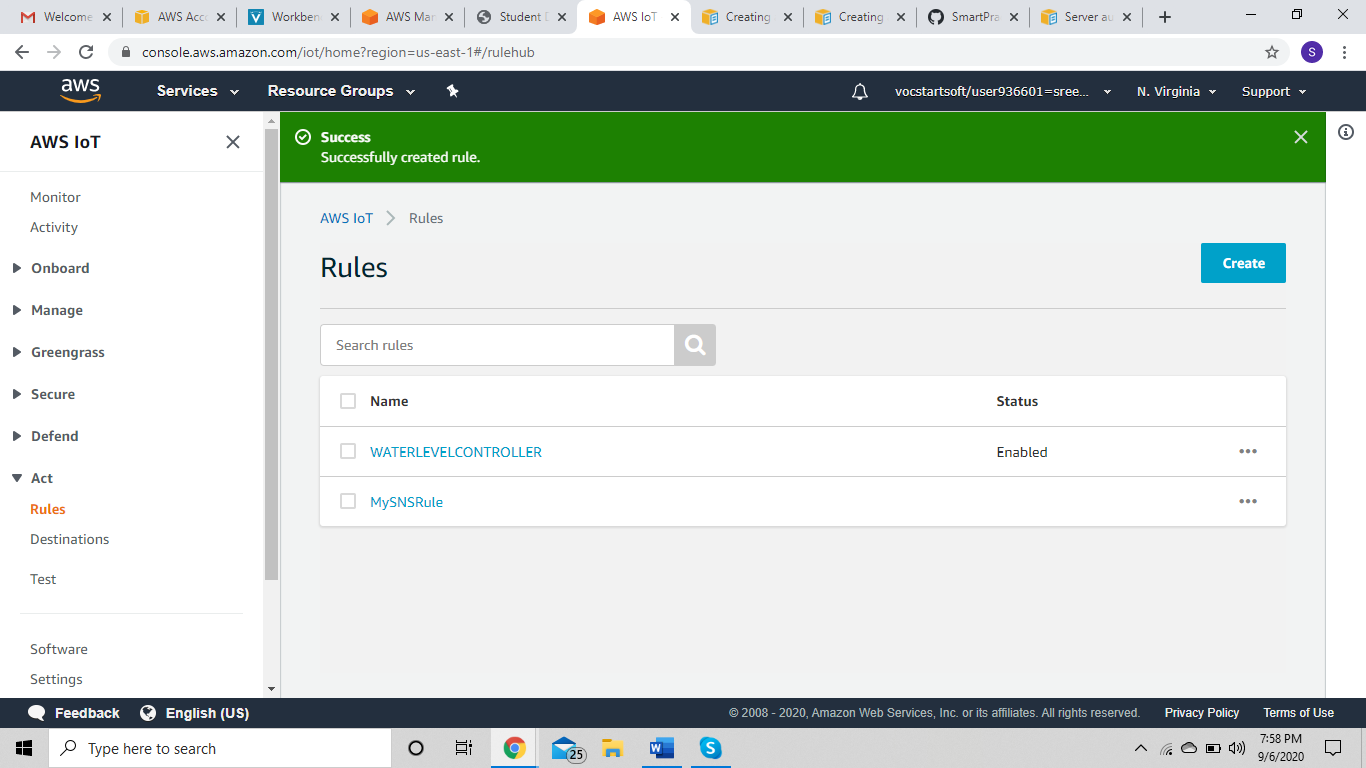 Welcome
AWS Acc
Workben
AWS Man
Student D
AWS IoT
Creating
Creating
SmartPra
Server au
console.aws.amazon.com/iot/home?region=us-east-1#/rulehub
S
aws
Services
Resource Groups
vocstartsoft/user936601=sree...
N. Virginia
Support
AWS IoT
Success
Successfully created rule.
Monitor
Activity
Onboard
Manage
Greengrass
Secure
Defend
Act
Rules
Destinations
Test
Software
Settings
AWS IoT
Rules
Rules
Create
Search rules
Name Status
WATERLEVELCONTROLLER Enabled
MySNSRule
Feedback
English (US)
© 2008 - 2020, Amazon Web Services, Inc. or its affiliates. All rights reserved.
Privacy Policy
Terms of Use
Type here to search
25
7:58 PM
9/6/2020